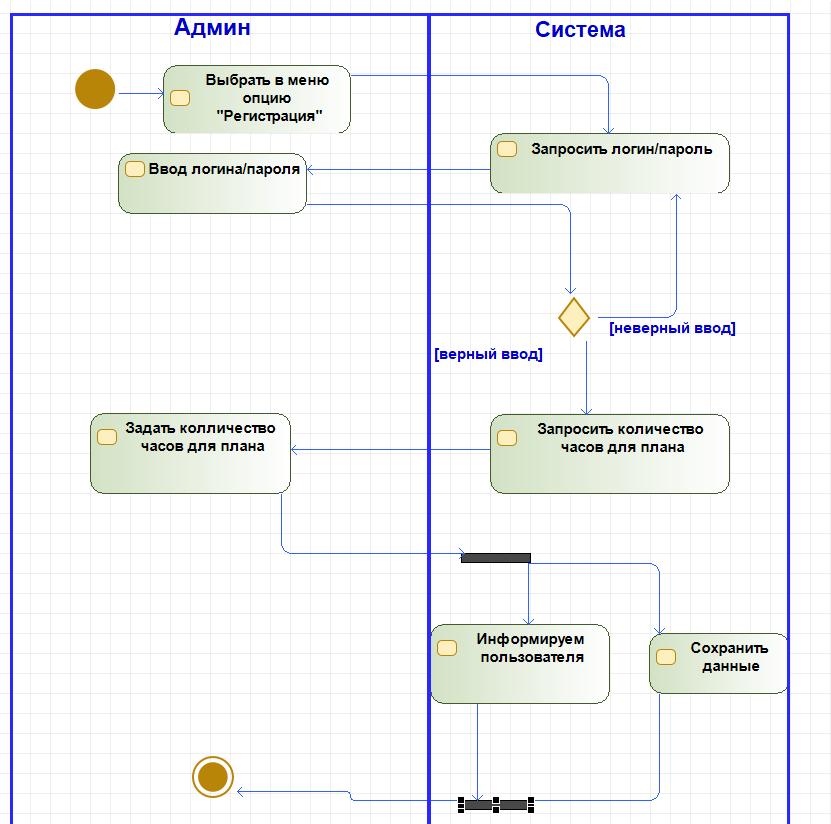 Админ
Система
Выбрать в меню
опцию
"Регистрация"
Запросить логин/пароль
Ввод логина/пароля
[неверный ввод]
[верный ввод]
Задать колличество
часов для плана
Запросить количество
часов для плана
Информируем
пользователя
Сохранить
данные